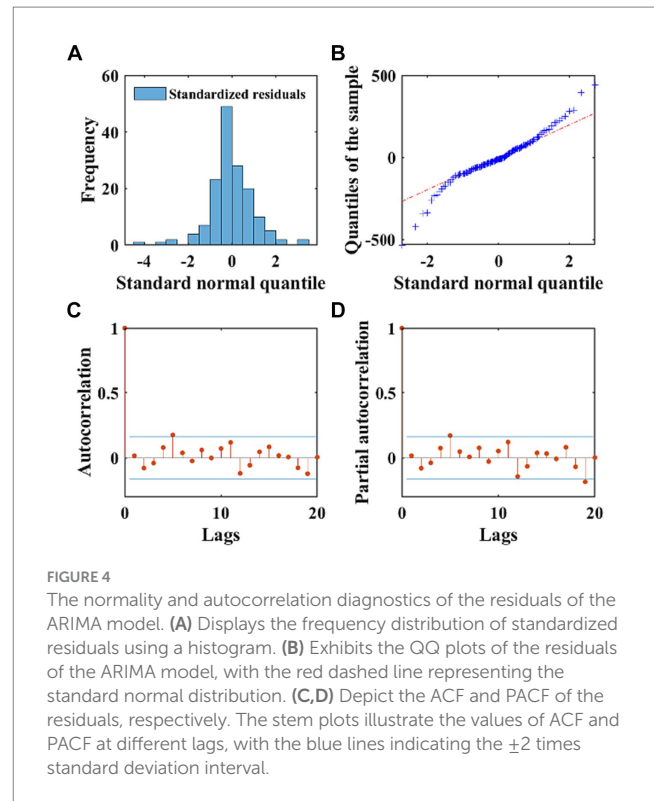 A
B
60
40
20
0
Frequency
Standardized residuals
-4
-2
0
2
Standard normal quantile
500
0
-500
Quantiles of the sample
-2
0
2
Standard normal quantile
C
D
1
0.5
0
Autocorrelation
0
10
20
Lags
1
0.5
0
Partial autocorrelation
0
10
20
Lags
FIGURE 4
The normality and autocorrelation diagnostics of the residuals of the
ARIMA model. (A) Displays the frequency distribution of standardized
residuals using a histogram. (B) Exhibits the QQ plots of the residuals
of the ARIMA model, with the red dashed line representing the
standard normal distribution. (C,D) Depict the ACF and PACF of the
residuals, respectively. The stem plots illustrate the values of ACF and
PACF at different lags, with the blue lines indicating the ±2 times
standard deviation interval.